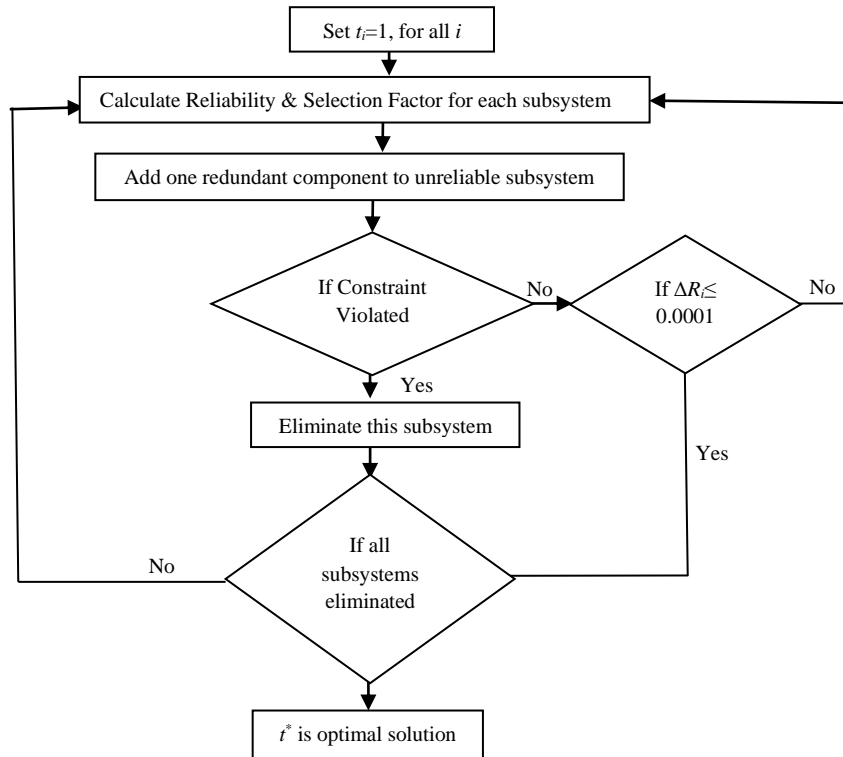 Set tᵢ=1, for all i
Calculate Reliability & Selection Factor for each subsystem
Add one redundant component to unreliable subsystem
If Constraint
Violated
No
If ΔRᵢ≤
0.0001
No
Yes
Eliminate this subsystem
Yes
If all
subsystems
eliminated
No
t* is optimal solution